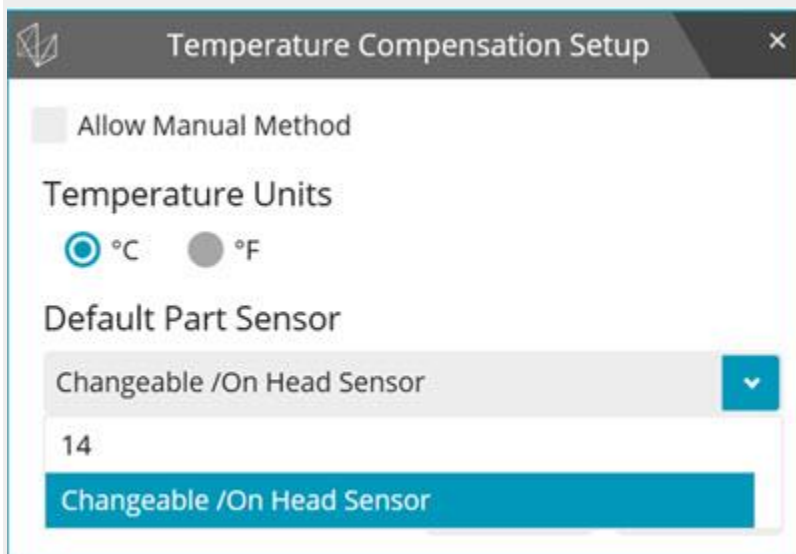 Temperature Compensation Setup
Allow Manual Method
Temperature Units
°C °F
Default Part Sensor
Changeable /On Head Sensor
14
Changeable /On Head Sensor